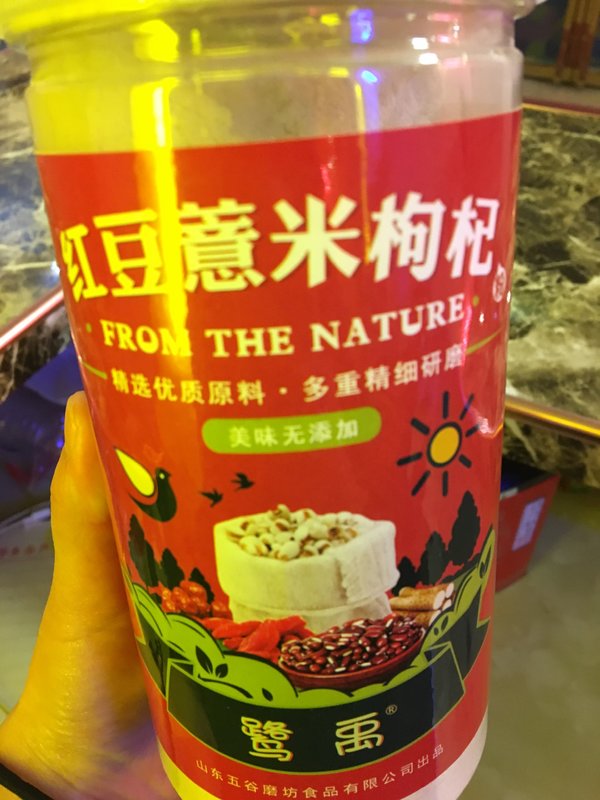 红豆薏米枸杞
FROM THE NATURE
精选优质原料·多重精细研磨
美味无添加
鹭禹®
山东五谷磨坊食品有限公司出品